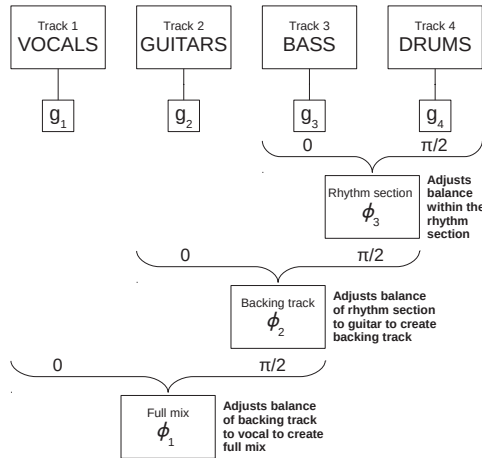 Track 1
VOCALS
Track 2
GUITARS
Track 3
BASS
Track 4
DRUMS
g1
g2
g3
g4
0
π/2
Rhythm section
ϕ3
Adjusts
balance
within the
rhythm
section
0
π/2
Backing track
ϕ2
Adjusts balance
of rhythm section
to guitar to create
backing track
0
π/2
Full mix
ϕ1
Adjusts balance
of backing track
to vocal to create
full mix